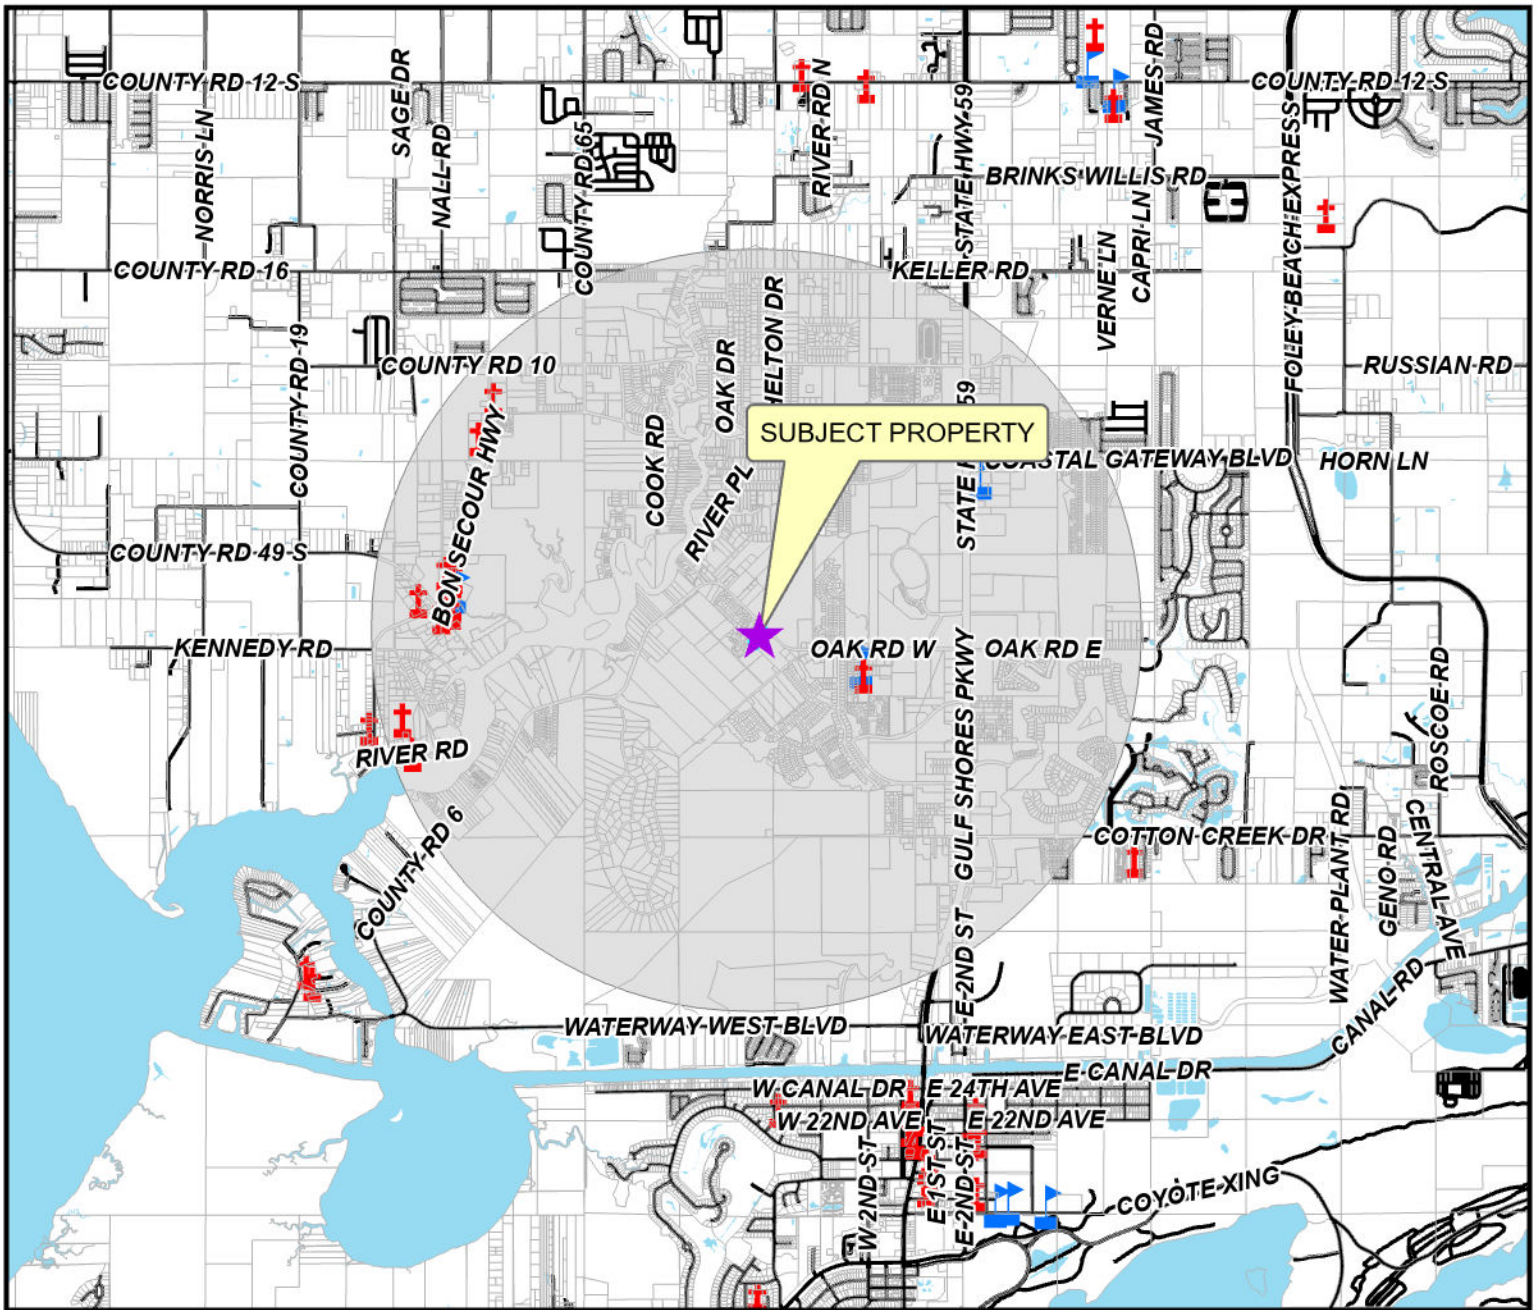 COUNTY RD 12 S
COUNTY RD 12 S
NORRIS LN
SAGE DR
NALL RD
COUNTY RD 65
RIVER RD N
STATE HWY 59
JAMES RD
BRINKS WILLIS RD
CAPRI LN
VERNE LN
FOLEY BEACH EXPRESS
COUNTY RD 16
KELLER RD
COUNTY RD 19
COUNTY RD 10
OAK DR
HELTON DR
RUSSIAN RD
SUBJECT PROPERTY
BON SECOUR HWY
COOK RD
RIVER PL
STATE
59
COASTAL GATEWAY BLVD
HORN LN
COUNTY RD 49 S
KENNEDY RD
OAK RD W
OAK RD E
GULF SHORES PKWY
ROSCOE RD
RIVER RD
COUNTY RD 6
COTTON CREEK DR
WATER PLANT RD
GENO RD
CENTRAL AVE
E 2ND ST
CANAL RD
WATERWAY WEST BLVD
WATERWAY EAST BLVD
E CANAL DR
W CANAL DR
E 24TH AVE
W 22ND AVE
E 22ND AVE
W 2ND ST
E 1ST ST
E 2ND ST
COYOTE XING